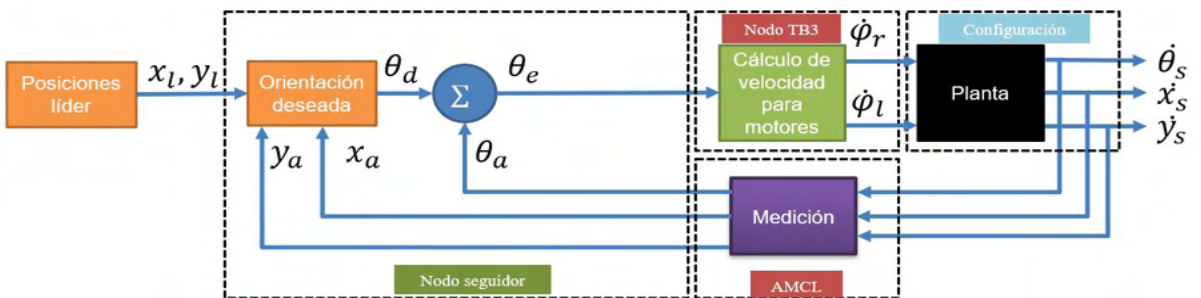 Posiciones
líder
x_l, y_l
Orientación
deseada
θ_d
Σ
θ_e
y_a
x_a
θ_a
Nodo seguidor
Nodo TB3
Cálculo de
velocidad
para
motores
φ̇_r
φ̇_l
Configuración
Planta
θ̇_s
ẋ_s
ẏ_s
Medición
AMCL